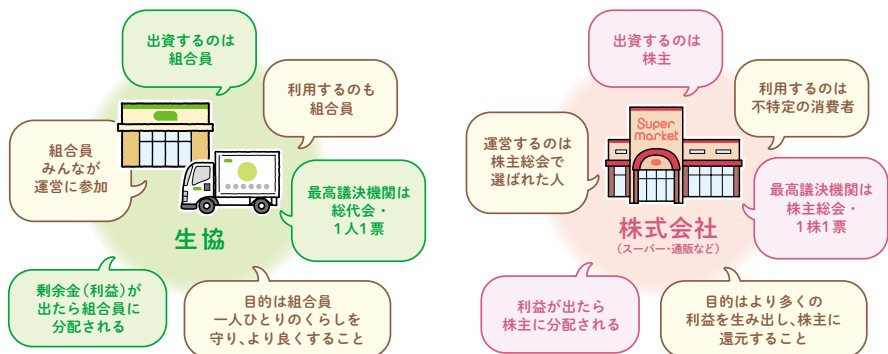 出資するのは
組合員
利用するのも
組合員
組合員
みんなが
運営に参加
最高議決機関は
総代会・
1人1票
生協
剰余金（利益）が
出たら組合員に
分配される
目的は組合員
一人ひとりのくらしを
守り、より良くすること
出資するのは
株主
利用するのは
不特定の消費者
運営するのは
株主総会で
選ばれた人
Super
market
最高議決機関は
株主総会・
1株1票
株式会社
（スーパー・通販など）
利益が出たら
株主に分配される
目的はより多くの
利益を生み出し、株主に
還元すること